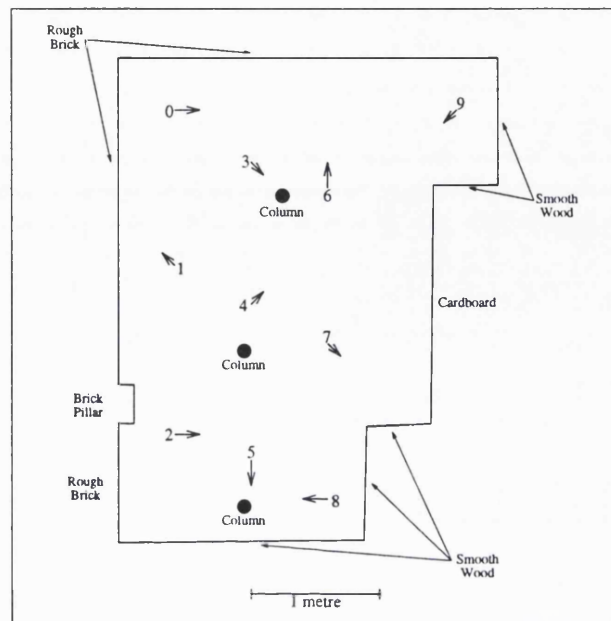 Rough
Brick
0
9
3
6
Column
Smooth
Wood
1
4
Cardboard
7
Column
Brick
Pillar
2
5
Rough
Brick
8
Column
Smooth
Wood
1 metre